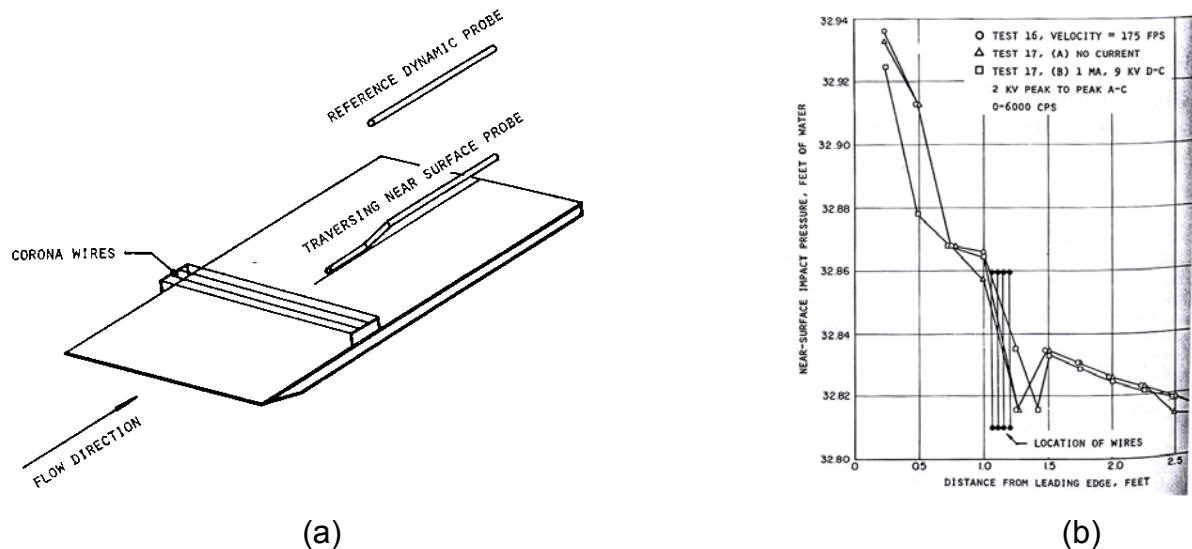 REFERENCE DYNAMIC PROBE
TRAVERSING NEAR SURFACE PROBE
CORONA WIRES
FLOW DIRECTION
(a)
NEAR-SURFACE IMPACT PRESSURE, FEET OF WATER
32.94
32.92
32.90
32.88
32.86
32.84
32.82
32.80
TEST 16, VELOCITY = 175 FPS
TEST 17, (A) NO CURRENT
TEST 17, (B) 1 MA, 9 KV D-C
2 KV PEAK TO PEAK A-C
0-6000 CPS
LOCATION OF WIRES
0 0.5 1.0 1.5 2.0 2.5
DISTANCE FROM LEADING EDGE, FEET
(b)